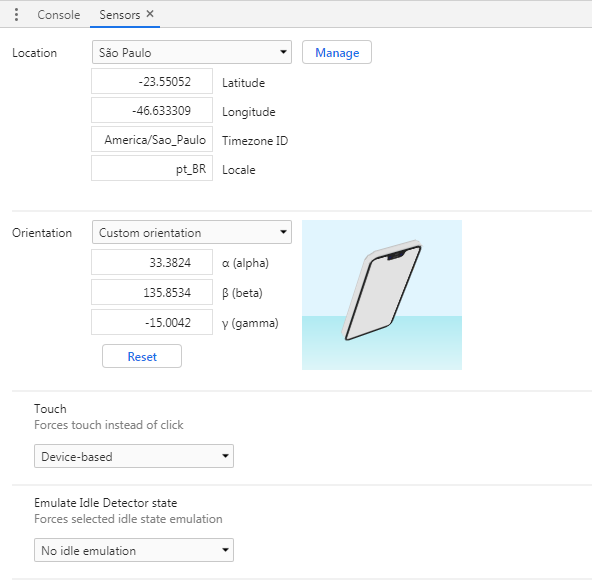 Console Sensors ×
Location São Paulo Manage
-23.55052 Latitude
-46.633309 Longitude
America/Sao_Paulo Timezone ID
pt_BR Locale
Orientation Custom orientation
33.3824 α (alpha)
135.8534 β (beta)
-15.0042 γ (gamma)
Reset
Touch
Forces touch instead of click
Device-based
Emulate Idle Detector state
Forces selected idle state emulation
No idle emulation